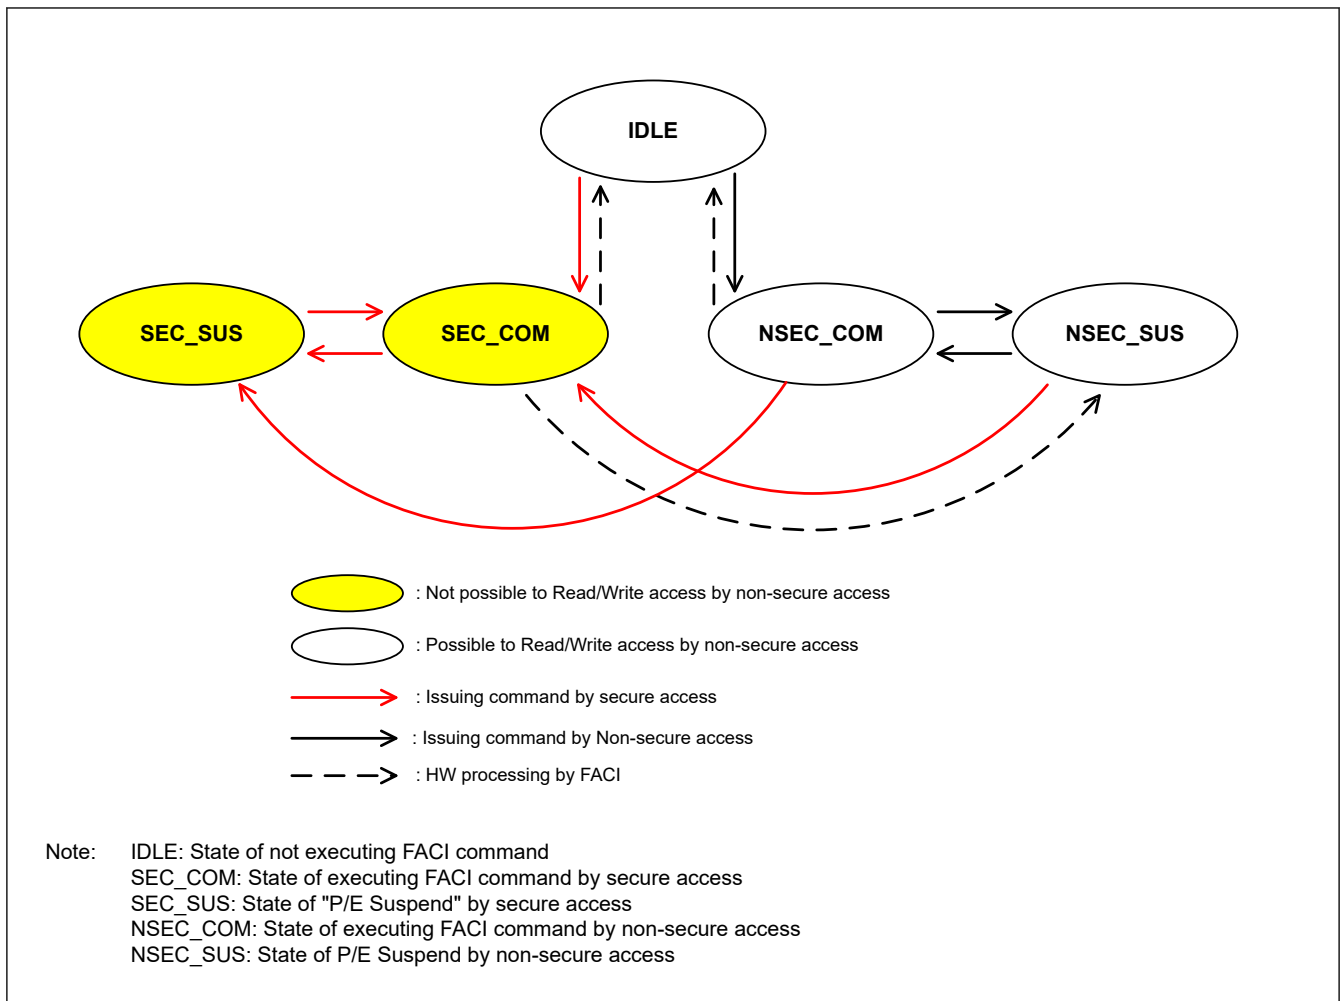 IDLE
SEC_SUS
SEC_COM
NSEC_COM
NSEC_SUS
: Not possible to Read/Write access by non-secure access
: Possible to Read/Write access by non-secure access
: Issuing command by secure access
: Issuing command by Non-secure access
: HW processing by FACI
Note: IDLE: State of not executing FACI command
SEC_COM: State of executing FACI command by secure access
SEC_SUS: State of "P/E Suspend" by secure access
NSEC_COM: State of executing FACI command by non-secure access
NSEC_SUS: State of P/E Suspend by non-secure access